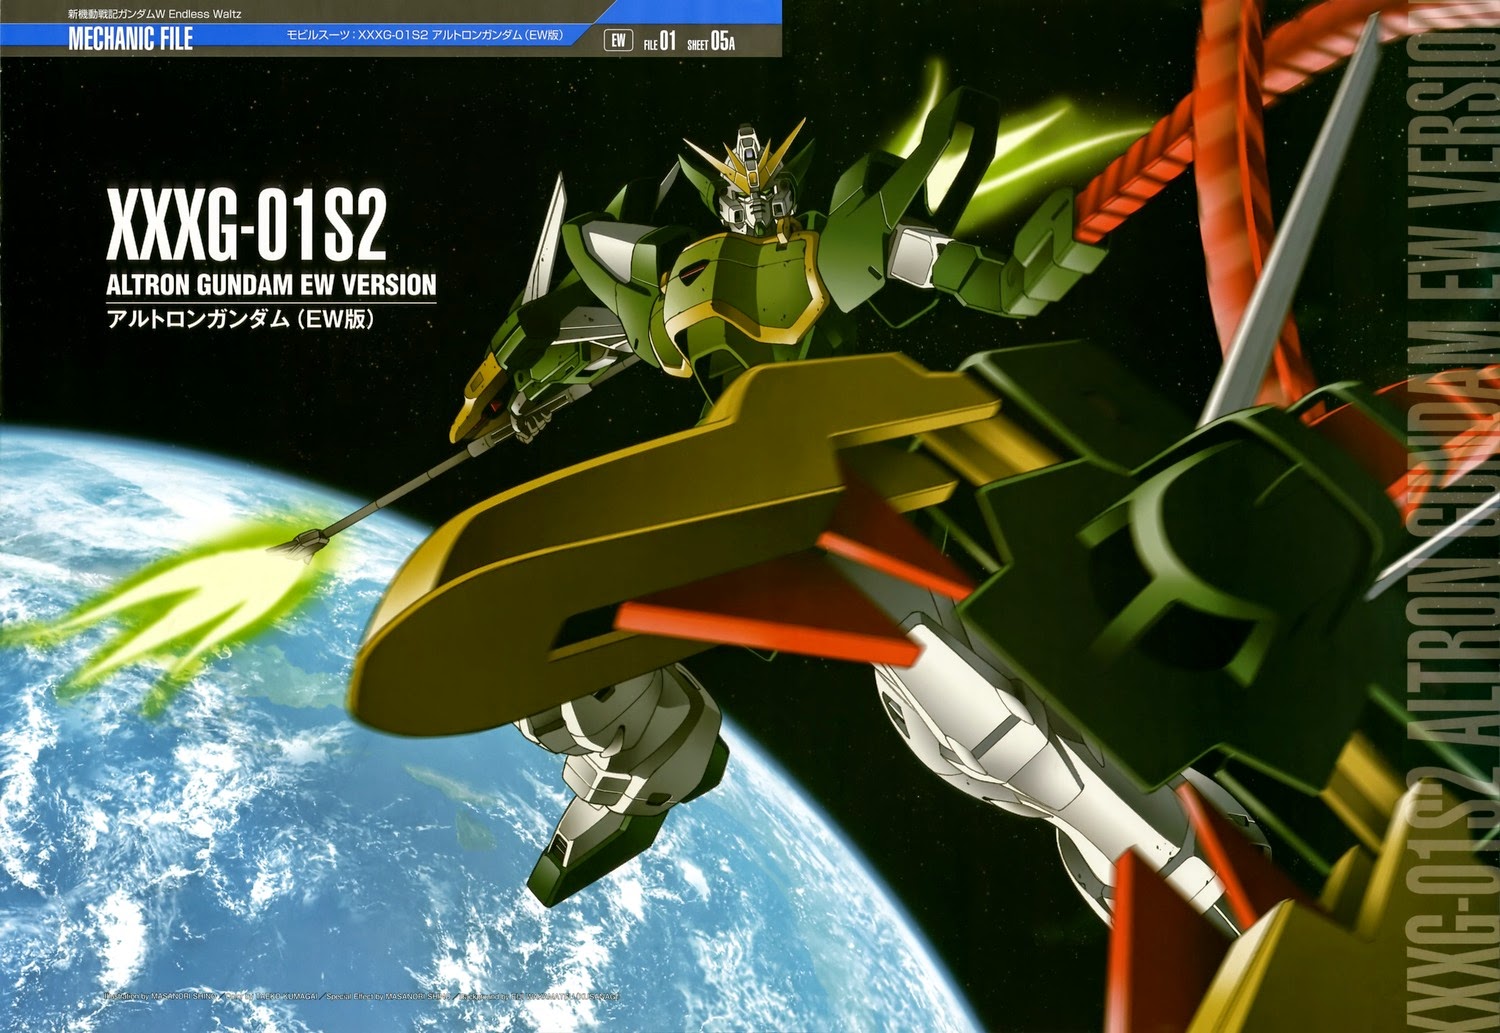 新機動戦記ガンダムW Endless Waltz
MECHANIC FILE
モビルスーツ：XXXG-01S2 アルトロンガンダム（EW版）
EW
FILE 01
SHEET 05A
XXXG-01S2
ALTRON GUNDAM EW VERSION
アルトロンガンダム（EW版）
XXXG-01S2 ALTRON GUNDAM EW VERSION
Illustration by MASANORI SHINO／ by KUMAGAI／Special Effect by MASANORI SHINO／ by